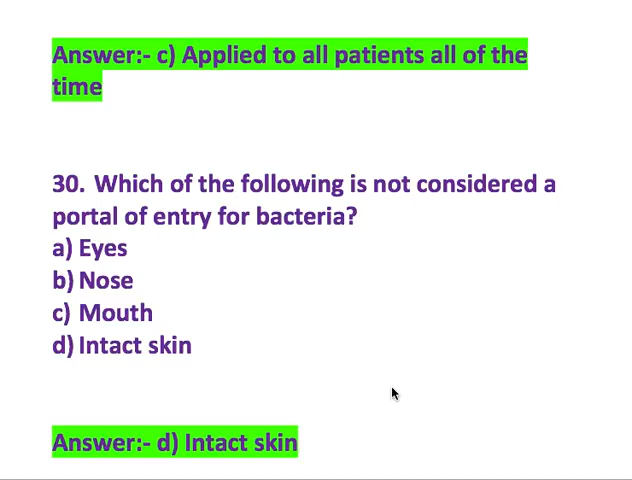 Answer:- c) Applied to all patients all of the
time
30. Which of the following is not considered a
portal of entry for bacteria?
a) Eyes
b) Nose
c) Mouth
d) Intact skin
Answer:- d) Intact skin